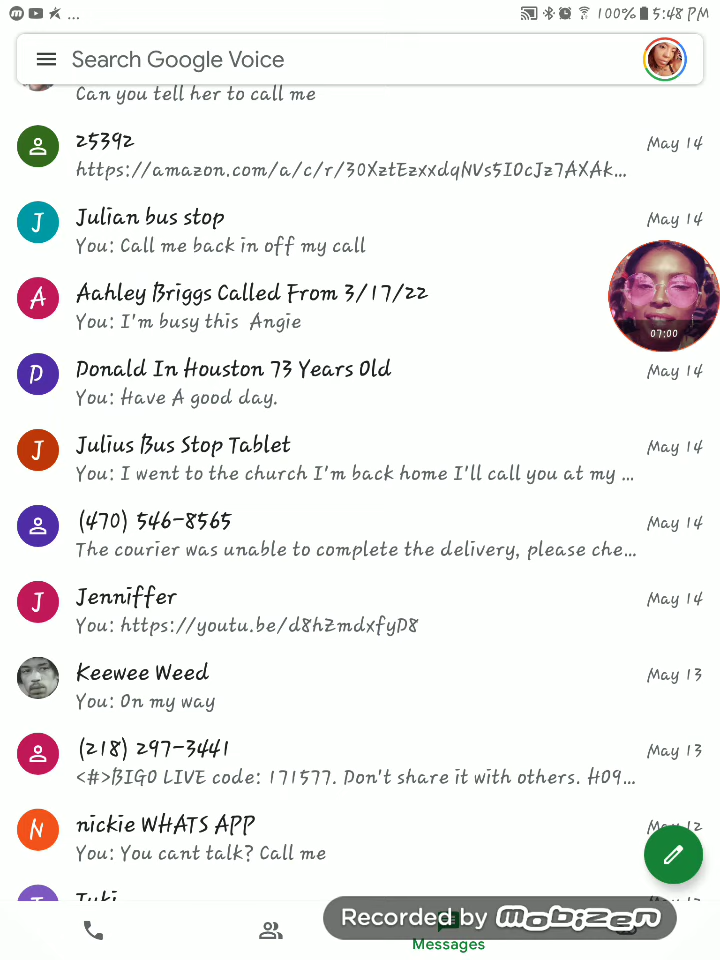 ... 100% 5:48 PM
Search Google Voice
Can you tell her to call me
25392 May 14
https://amazon.com/a/c/r/30XztEzxxdqNVs5I0cJz7AXAk...
Julian bus stop May 14
You: Call me back in off my call
Aahley Briggs Called From 3/17/22
You: I'm busy this Angie
07:00
Donald In Houston 73 Years Old May 14
You: Have A good day.
Julius Bus Stop Tablet May 14
You: I went to the church I'm back home I'll call you at my ...
(470) 546-8565 May 14
The courier was unable to complete the delivery, please che...
Jenniffer May 14
You: https://youtu.be/d8hZmdxfyD8
Keewee Weed May 13
You: On my way
(218) 297-3441 May 13
<#>BIGO LIVE code: 171577. Don't share it with others. H09...
nickie WHATS APP May 12
You: You cant talk? Call me
Recorded by mobizen
Messages